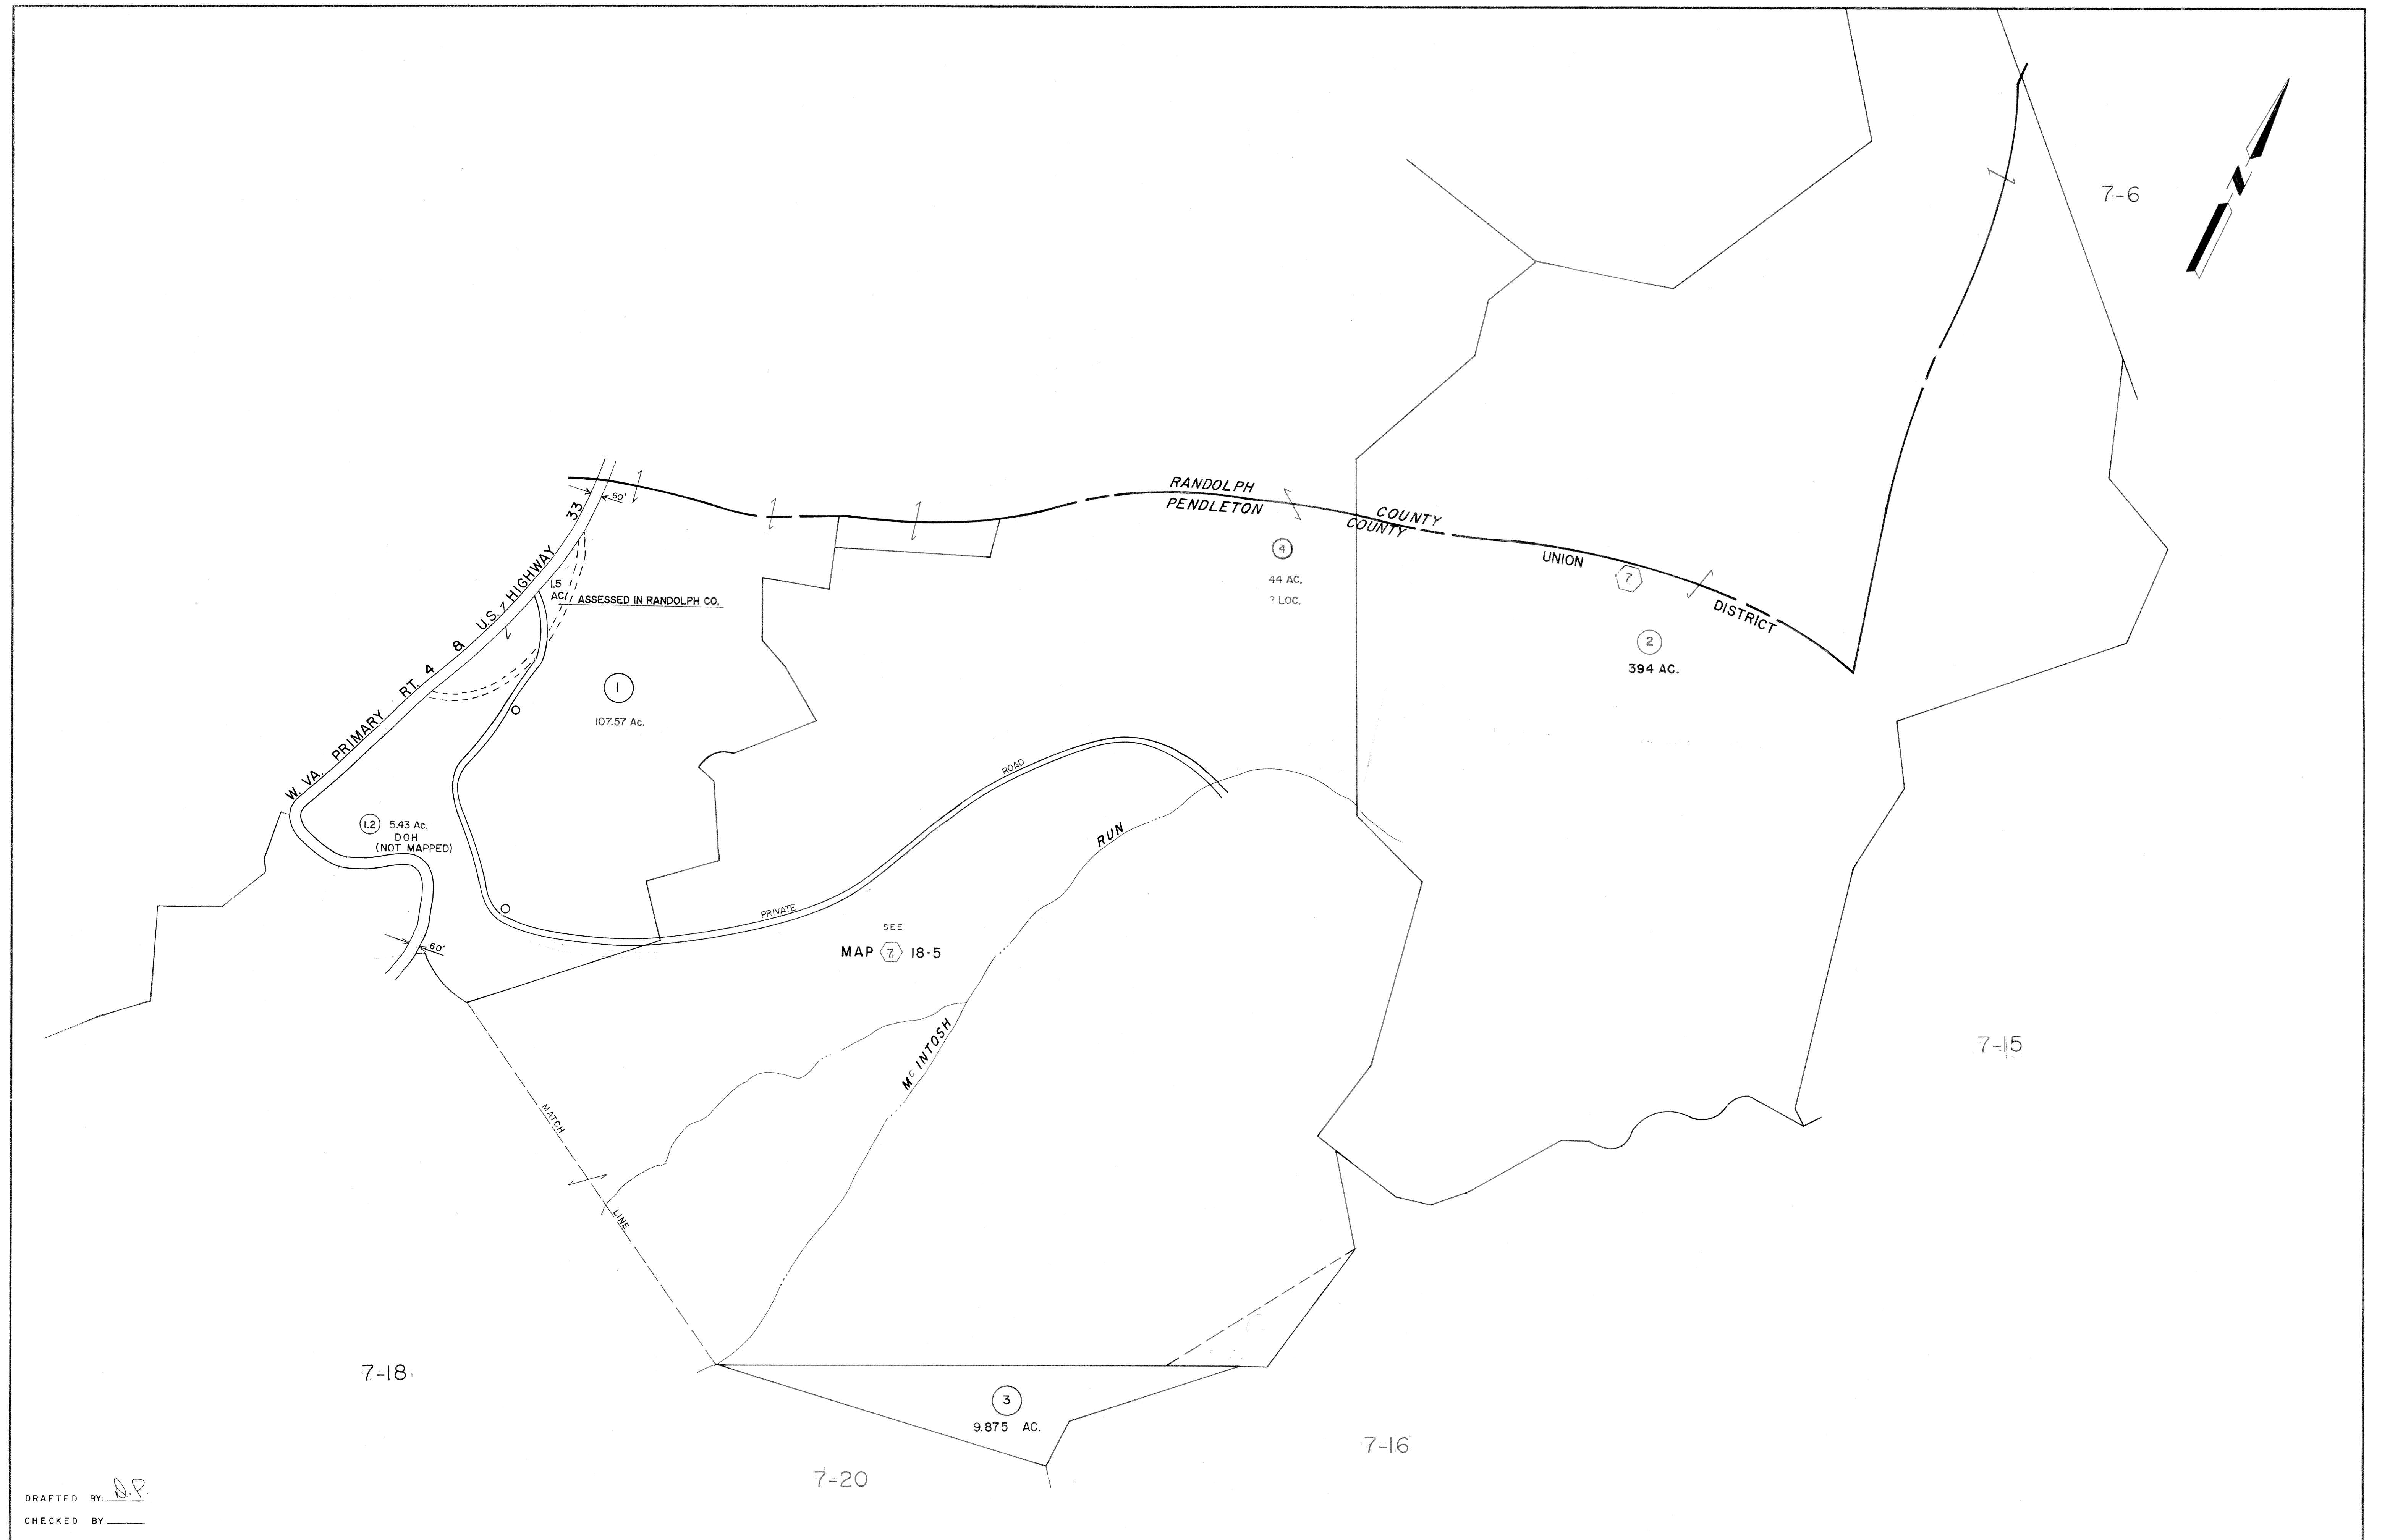 7-6
RANDOLPH COUNTY
PENDLETON COUNTY
60'
W. VA. PRIMARY RT. 4 & U.S. HIGHWAY 33
UNION 7 DISTRICT
4
44 AC.
? LOC.
1.5
AC.
ASSESSED IN RANDOLPH CO.
2
394 AC.
1
107.57 Ac.
1.2 5.43 Ac.
DOH
(NOT MAPPED)
60'
PRIVATE ROAD
SEE
MAP 7 18-5
Mc INTOSH RUN
7-15
MATCH LINE
7-18
3
9.875 AC.
7-16
7-20
DRAFTED BY: D.P.
CHECKED BY: